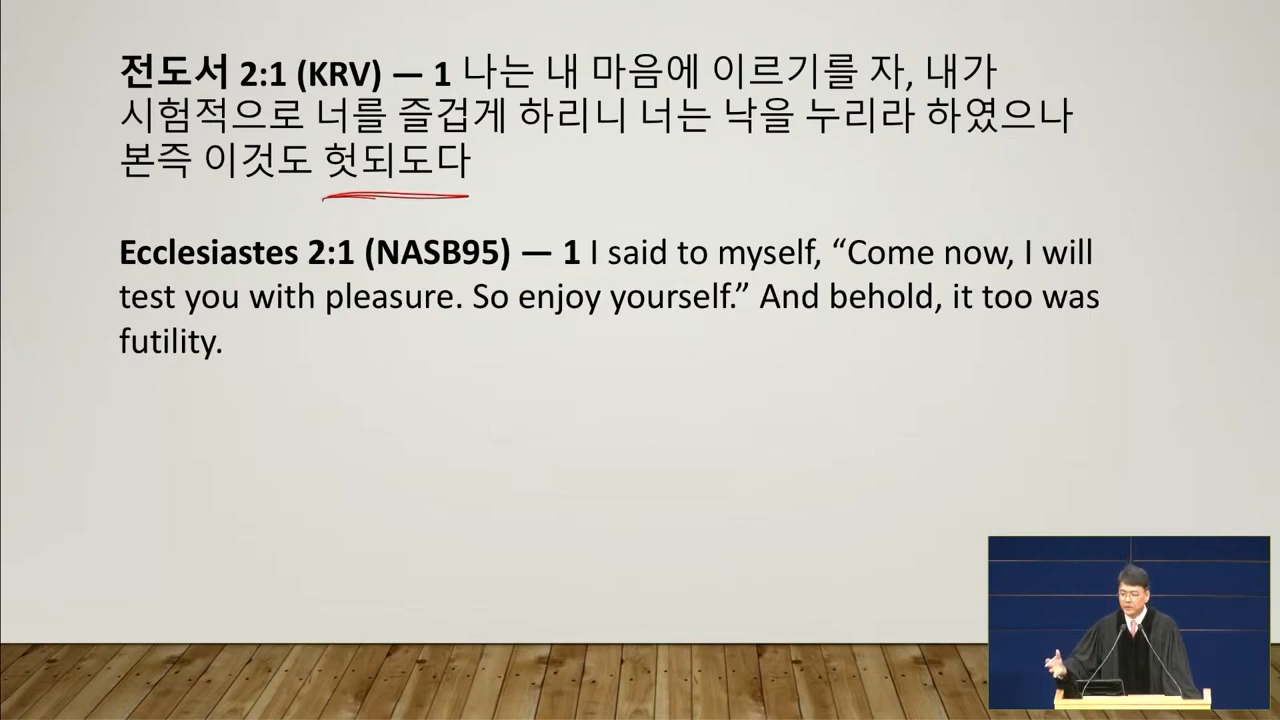 전도서 2:1 (KRV) — 1 나는 내 마음에 이르기를 자, 내가
시험적으로 너를 즐겁게 하리니 너는 낙을 누리라 하였으나
본즉 이것도 헛되도다
Ecclesiastes 2:1 (NASB95) — 1 I said to myself, “Come now, I will
test you with pleasure. So enjoy yourself.” And behold, it too was
futility.